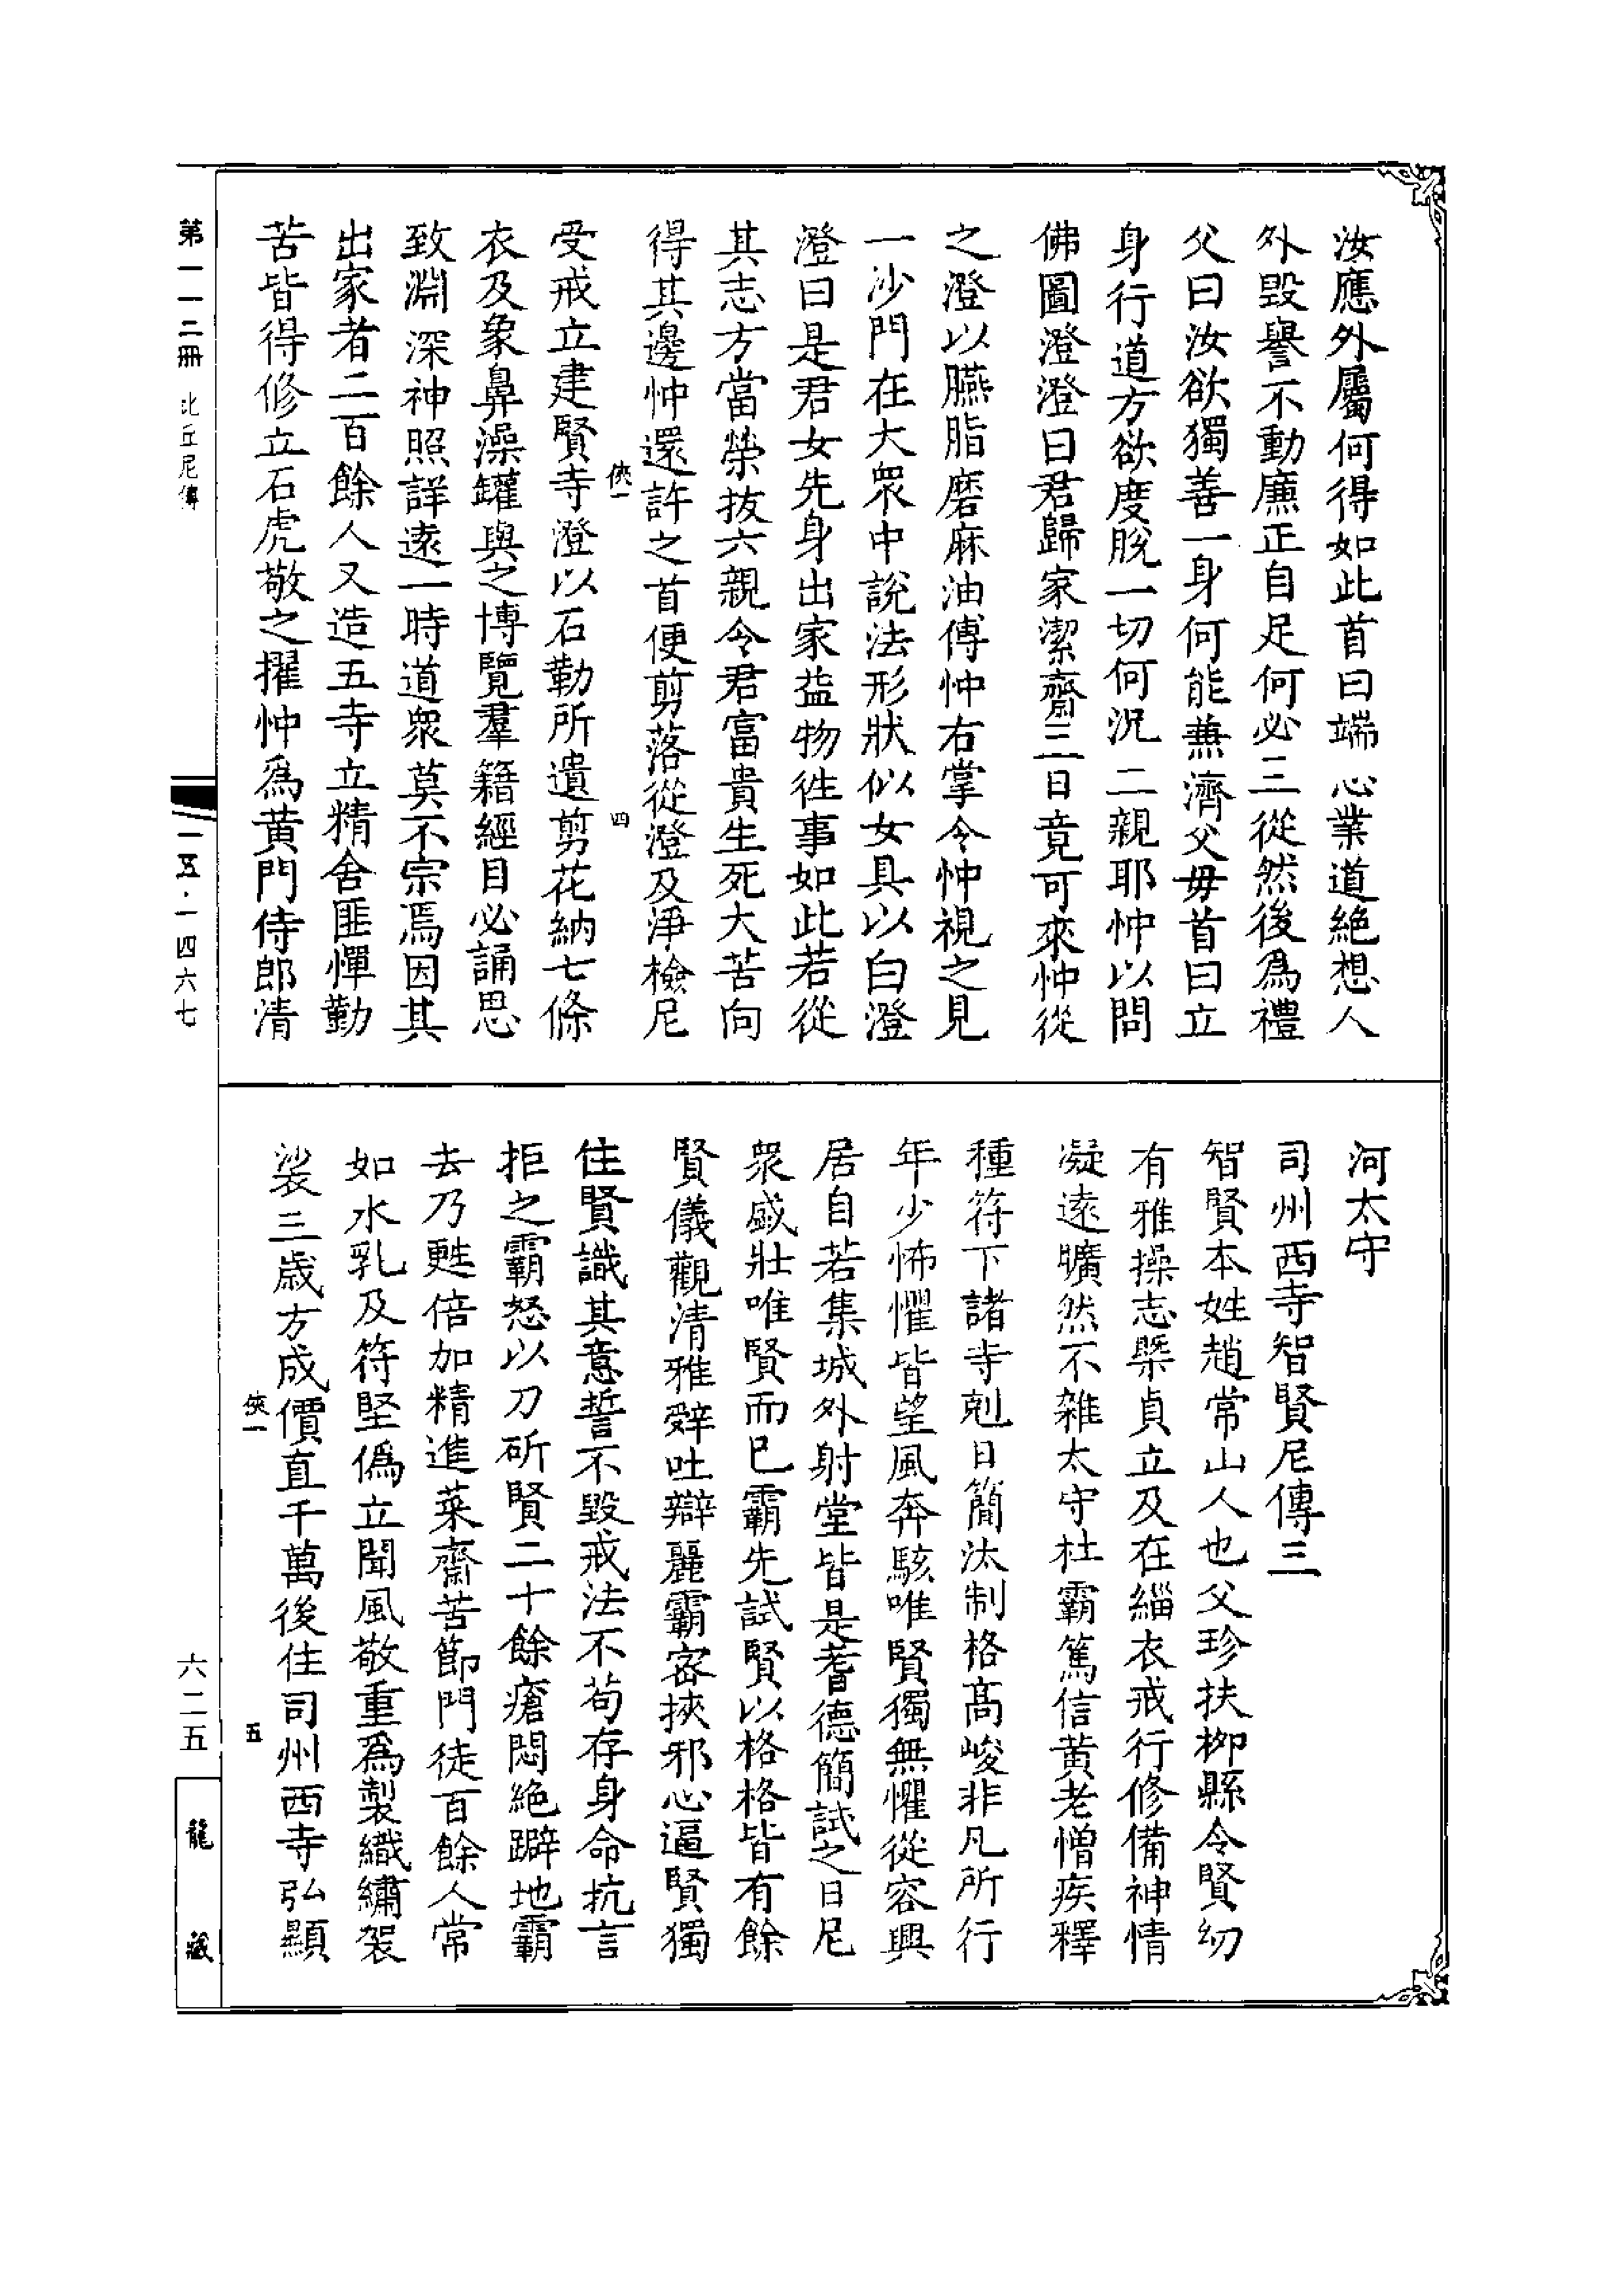 汝應外屬何得如此首曰端心業道絕想人
外毀譽不動廉正自足何必三從然後爲禮
父曰汝欲獨善一身何能兼濟父母首曰立
身行道方欲度脫一切何況二親耶忡以問
佛圖澄澄曰君歸家潔齋三日竟可來忡從
之澄以臙脂磨麻油傅忡右掌令忡視之見
一沙門在大衆中說法形狀似女具以白澄
澄曰是君女先身出家益物徃事如此若從
其志方當榮拔六親令君富貴生死大苦向
得其邊忡還許之首便剪落從澄及淨檢尼
俠一
四
受戒立建賢寺澄以石勒所遺剪花納七條
衣及象鼻澡罐與之博覽羣籍經目必誦思
致淵深神照詳遠一時道衆莫不宗焉因其
出家者二百餘人又造五寺立精舍匪憚勤
苦皆得修立石虎敬之擢忡爲黃門侍郎清
河太守
司州西寺智賢尼傳三
智賢本姓趙常山人也父珍扶柳縣令賢幼
有雅操志槩貞立及在緇衣戒行修備神情
凝遠曠然不雜太守杜霸篤信黃老憎疾釋
種符下諸寺剋日簡汰制格高峻非凡所行
年少怖懼皆望風奔駭唯賢獨無懼從容興
居自若集城外射堂皆是耆德簡試之日尼
衆盛壯唯賢而已霸先試賢以格格皆有餘
賢儀觀清雅辤吐辯麗霸密挾邪心逼賢獨
住賢識其意誓不毀戒法不苟存身命抗言
拒之霸怒以刀斫賢二十餘瘡悶絕躃地霸
去乃甦倍加精進菜齋苦節門徒百餘人常
如水乳及符堅僞立聞風敬重爲製織繡袈
裟三歲方成價直千萬後住司州西寺弘顯
俠一
五
第一一二冊 比丘尼傳
一五·一四六七
六二五
龍藏